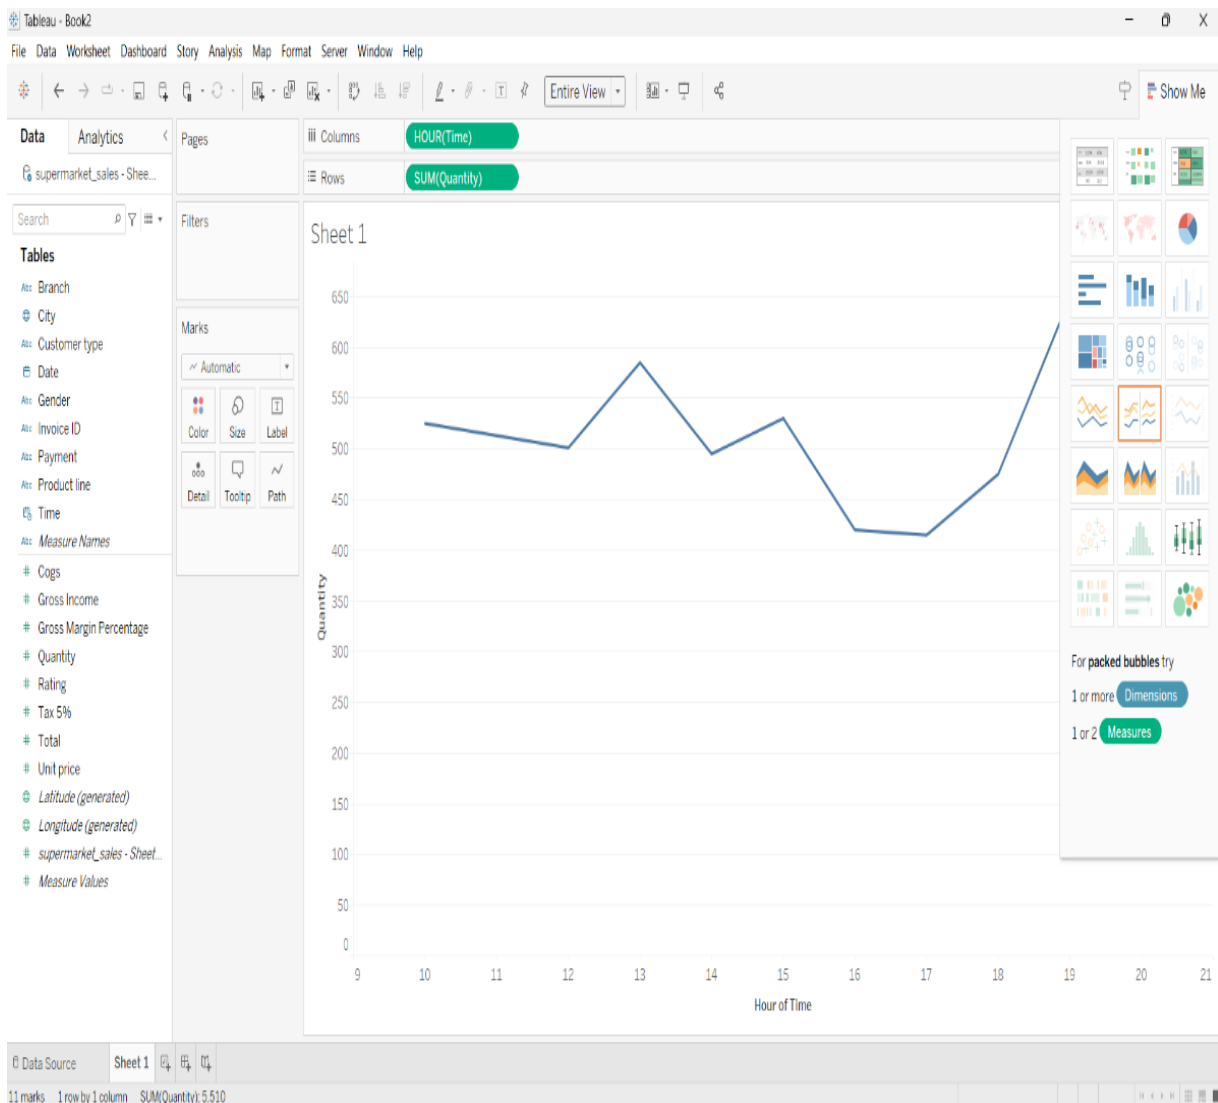 Tableau - Book2
File Data Worksheet Dashboard Story Analysis Map Format Server Window Help
Entire View
Show Me
Data Analytics
supermarket_sales - Shee...
Search
Tables
Branch
City
Customer type
Date
Gender
Invoice ID
Payment
Product line
Time
Measure Names
Cogs
Gross Income
Gross Margin Percentage
Quantity
Rating
Tax 5%
Total
Unit price
Latitude (generated)
Longitude (generated)
supermarket_sales - Sheet...
Measure Values
Pages
Filters
Marks
Automatic
Color Size Label
Detail Tooltip Path
Columns HOUR(Time)
Rows SUM(Quantity)
Sheet 1
650
600
550
500
450
400
350
300
250
200
150
100
50
0
Quantity
9 10 11 12 13 14 15 16 17 18 19 20 21
Hour of Time
For packed bubbles try
1 or more Dimensions
1 or 2 Measures
Data Source Sheet 1
11 marks 1 row by 1 column SUM(Quantity): 5,510